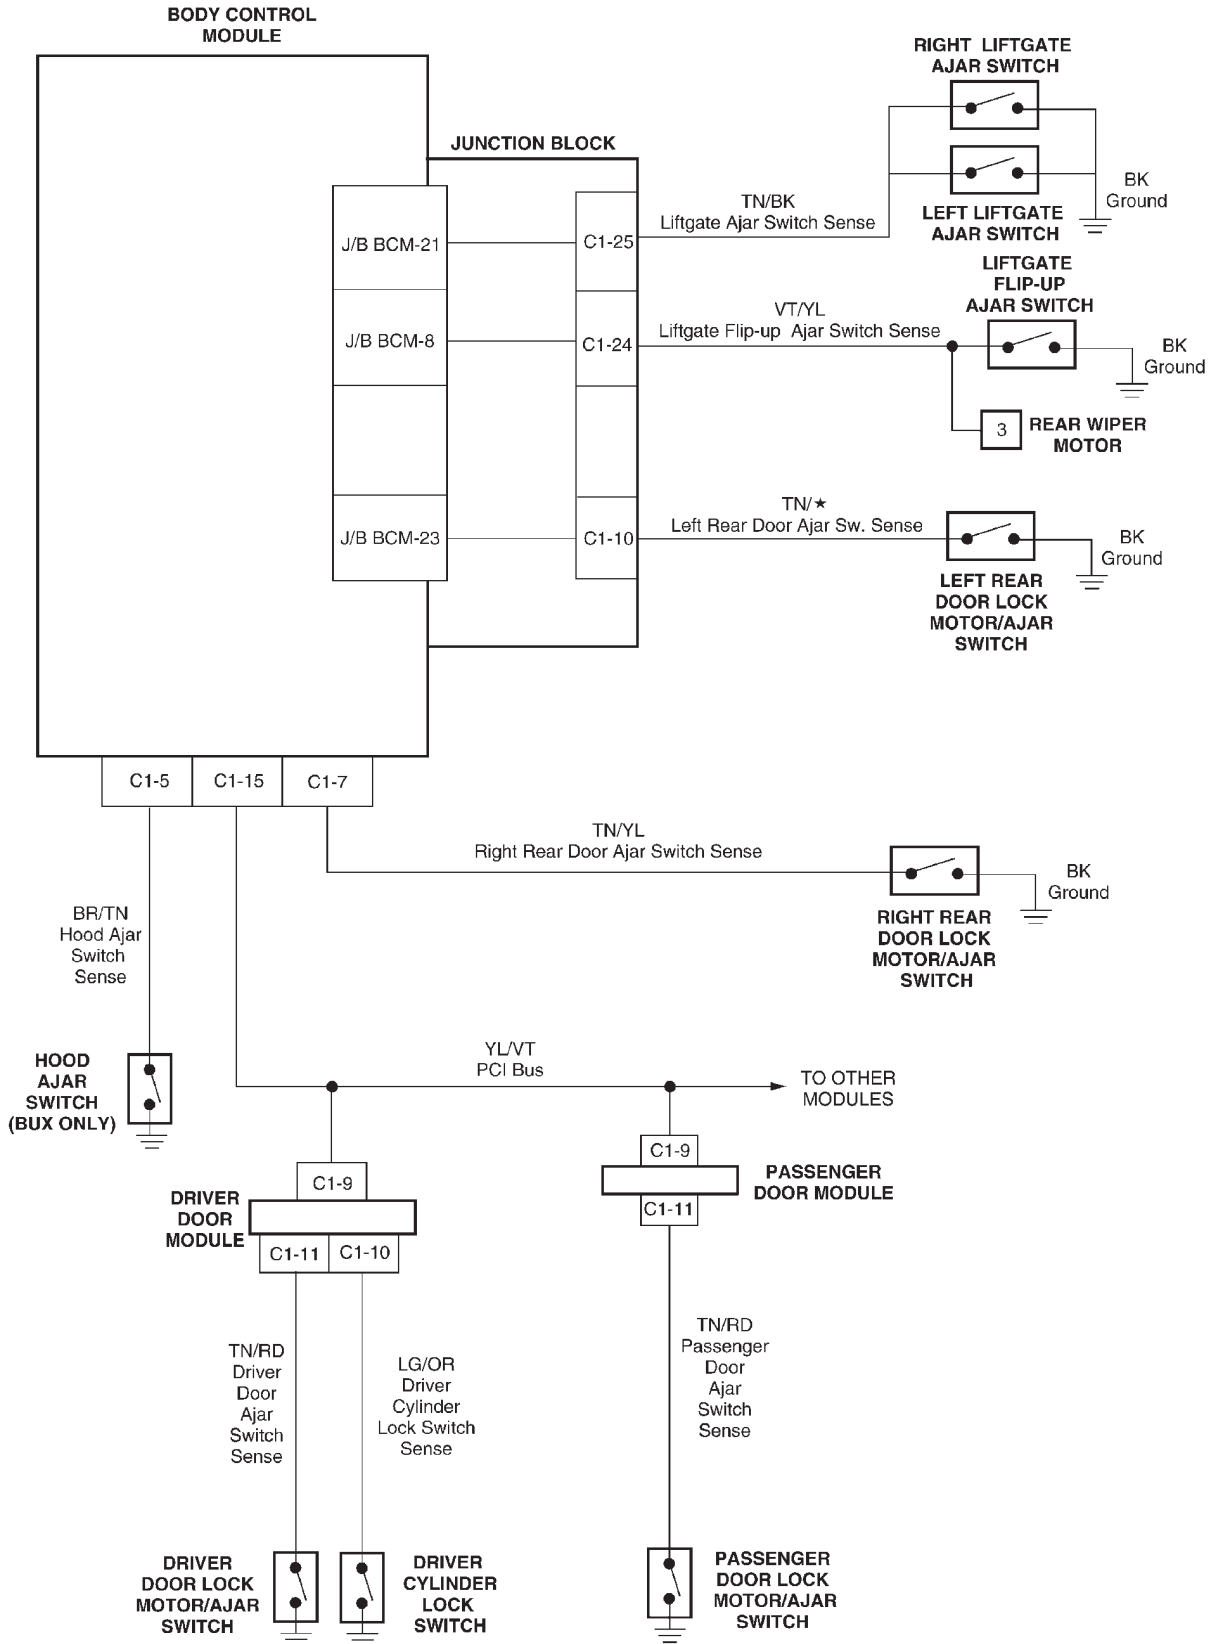 BODY CONTROL
MODULE
RIGHT LIFTGATE
AJAR SWITCH
JUNCTION BLOCK
J/B BCM-21
C1-25
TN/BK
Liftgate Ajar Switch Sense
BK
Ground
LEFT LIFTGATE
AJAR SWITCH
LIFTGATE
FLIP-UP
AJAR SWITCH
J/B BCM-8
C1-24
VT/YL
Liftgate Flip-up Ajar Switch Sense
BK
Ground
3
REAR WIPER
MOTOR
J/B BCM-23
C1-10
TN/★
Left Rear Door Ajar Sw. Sense
BK
Ground
LEFT REAR
DOOR LOCK
MOTOR/AJAR
SWITCH
C1-5
C1-15
C1-7
TN/YL
Right Rear Door Ajar Switch Sense
BK
Ground
RIGHT REAR
DOOR LOCK
MOTOR/AJAR
SWITCH
BR/TN
Hood Ajar
Switch
Sense
HOOD
AJAR
SWITCH
(BUX ONLY)
YL/VT
PCI Bus
TO OTHER
MODULES
C1-9
DRIVER
DOOR
MODULE
C1-11
C1-10
C1-9
PASSENGER
DOOR MODULE
C1-11
TN/RD
Driver
Door
Ajar
Switch
Sense
LG/OR
Driver
Cylinder
Lock Switch
Sense
TN/RD
Passenger
Door
Ajar
Switch
Sense
DRIVER
DOOR LOCK
MOTOR/AJAR
SWITCH
DRIVER
CYLINDER
LOCK
SWITCH
PASSENGER
DOOR LOCK
MOTOR/AJAR
SWITCH